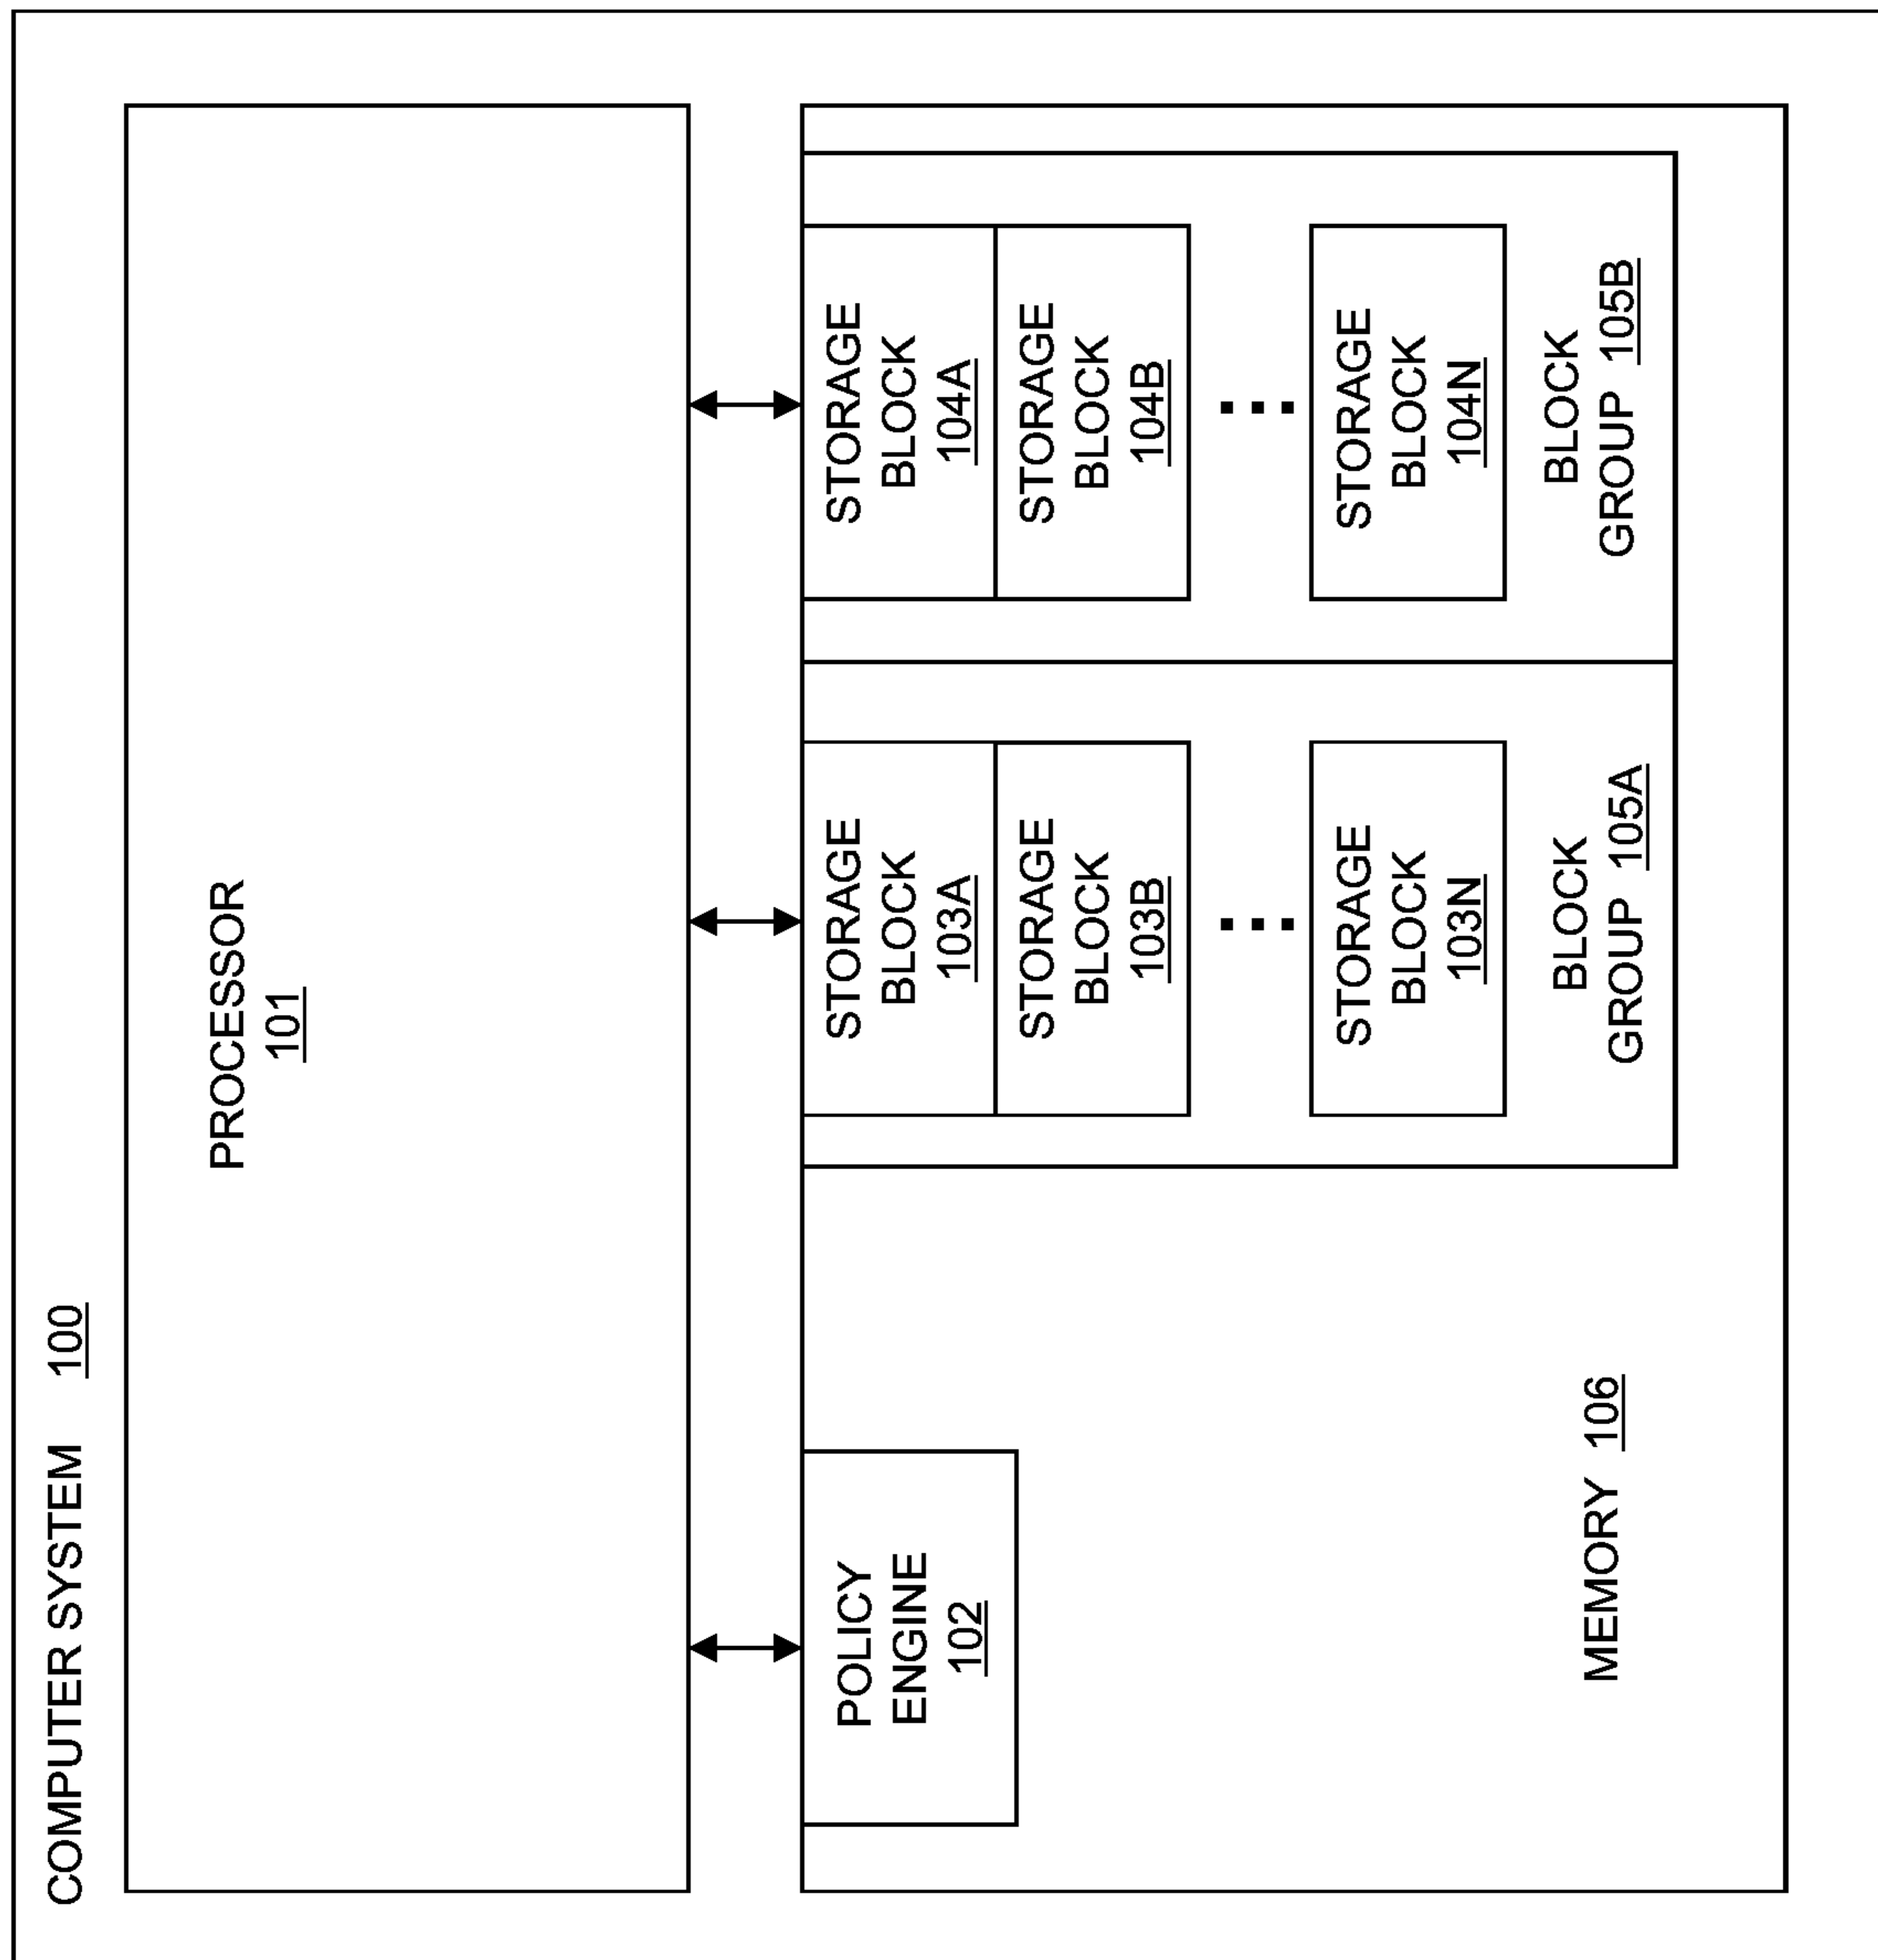 COMPUTER SYSTEM 100
PROCESSOR
101
POLICY
ENGINE
102
STORAGE
BLOCK
103A
STORAGE
BLOCK
103B
STORAGE
BLOCK
103N
BLOCK
GROUP 105A
STORAGE
BLOCK
104A
STORAGE
BLOCK
104B
STORAGE
BLOCK
104N
BLOCK
GROUP 105B
MEMORY 106